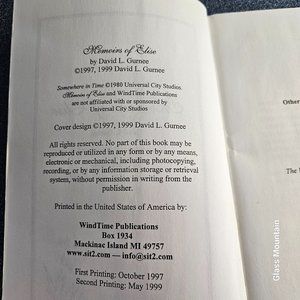 Memoirs of Elise
by David L. Gurnee
©1997, 1999 David L. Gurnee
Somewhere in Time ©1980 Universal City Studios
Memoirs of Elise and WindTime Publications
are not affiliated with or sponsored by
Universal City Studios
Cover design ©1997, 1999 David L. Gurnee
All rights reserved. No part of this book may be
reproduced or utilized in any form or by any means,
electronic or mechanical, including photocopying,
recording, or by any information storage or retrieval
system, without permission in writing from the
publisher.
Printed in the United States of America by:
WindTime Publications
Box 1934
Mackinac Island MI 49757
www.sit2.com — info@sit2.com
First Printing: October 1997
Second Printing: May 1999
Other
The
Glass Mountain